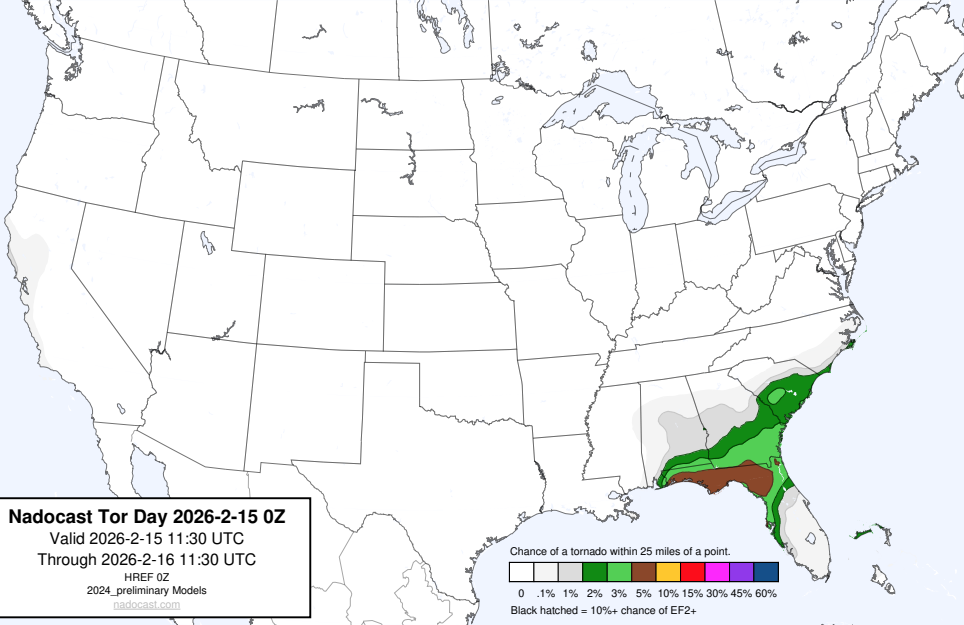 Nadocast Tor Day 2026-2-15 0Z
Valid 2026-2-15 11:30 UTC
Through 2026-2-16 11:30 UTC
HREF 0Z
2024_preliminary Models
nadocast.com
Chance of a tornado within 25 miles of a point.
0 .1% 1% 2% 3% 5% 10% 15% 30% 45% 60%
Black hatched = 10%+ chance of EF2+